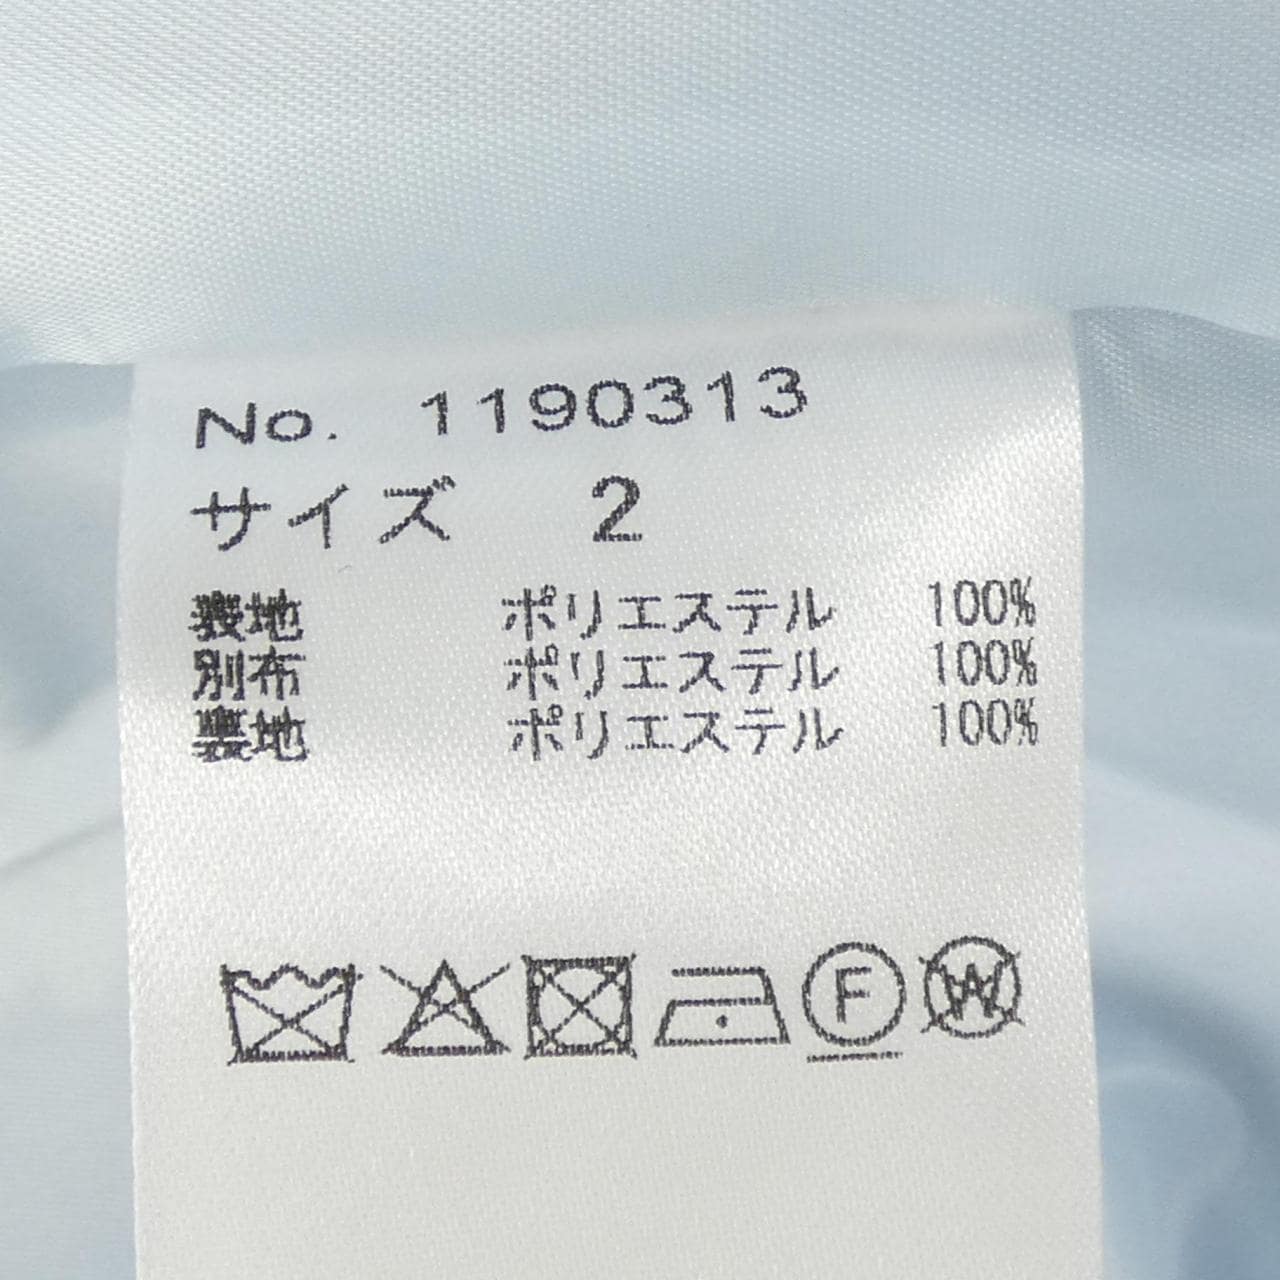 No. 1190313
サイズ 2
表地 ポリエステル 100%
別布 ポリエステル 100%
裏地 ポリエステル 100%
F W